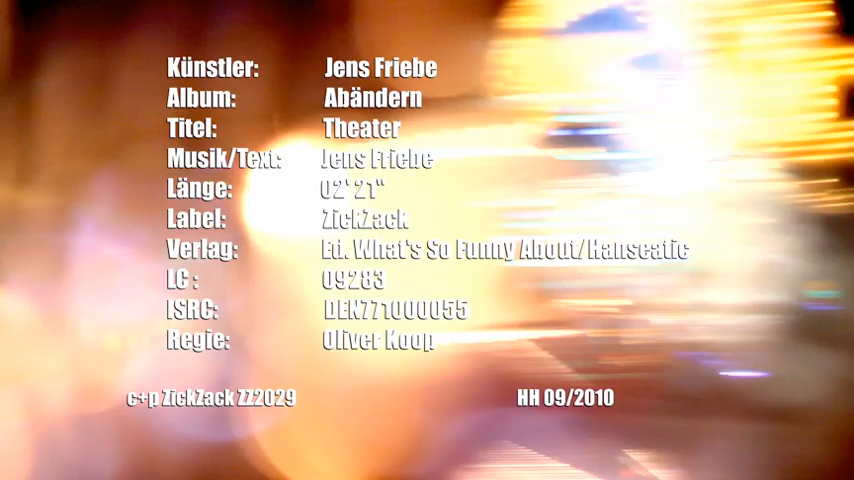 Künstler: Jens Friebe
Album: Abändern
Titel: Theater
Musik/Text: Jens Friebe
Länge: 02' 21"
Label: ZickZack
Verlag: Ed. What's So Funny About/Hanseatic
LC : 09283
ISRC: DEN771000055
Regie: Oliver Koop
c+p ZickZack ZZ2029 HH 09/2010